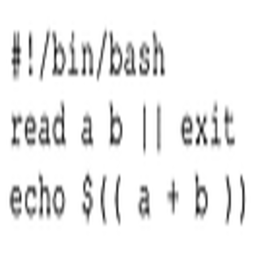 #!/bin/bash
read a b || exit
echo $(( a + b ))